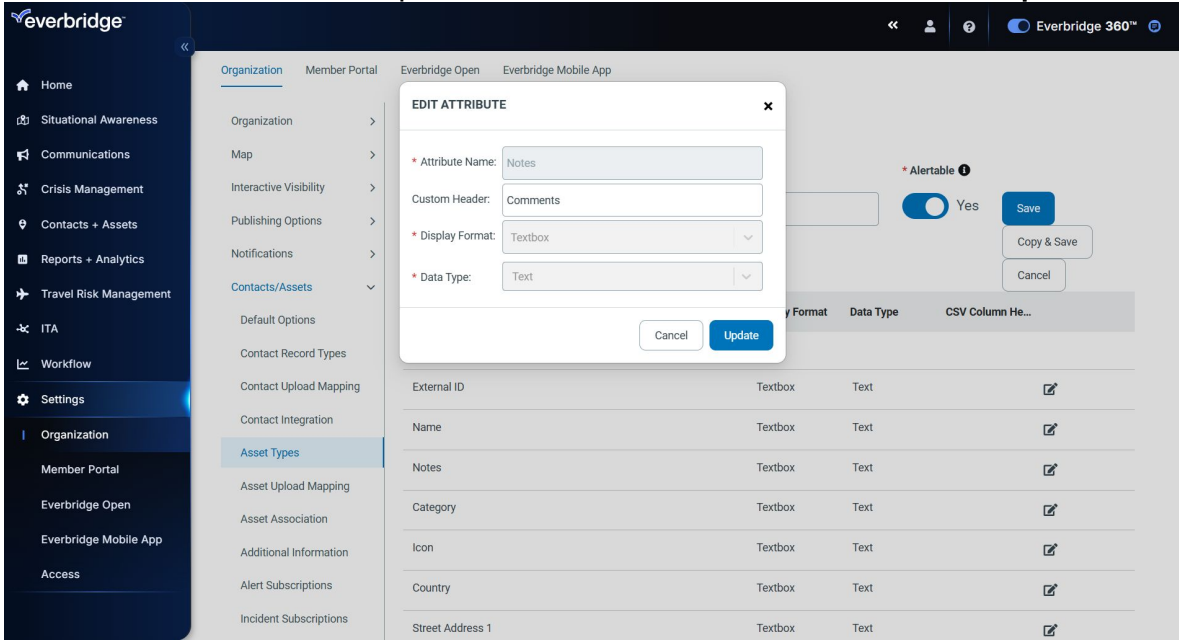 everbridge
Everbridge 360™
Home
Situational Awareness
Communications
Crisis Management
Contacts + Assets
Reports + Analytics
Travel Risk Management
ITA
Workflow
Settings
Organization
Member Portal
Everbridge Open
Everbridge Mobile App
Access
Organization Member Portal Everbridge Open Everbridge Mobile App
Organization
Map
Interactive Visibility
Publishing Options
Notifications
Contacts/Assets
Default Options
Contact Record Types
Contact Upload Mapping
Contact Integration
Asset Types
Asset Upload Mapping
Asset Association
Additional Information
Alert Subscriptions
Incident Subscriptions
EDIT ATTRIBUTE
* Attribute Name: Notes
Custom Header: Comments
* Display Format: Textbox
* Data Type: Text
Cancel Update
* Alertable
Yes
Save
Copy & Save
Cancel
y Format Data Type CSV Column He...
External ID Textbox Text
Name Textbox Text
Notes Textbox Text
Category Textbox Text
Icon Textbox Text
Country Textbox Text
Street Address 1 Textbox Text